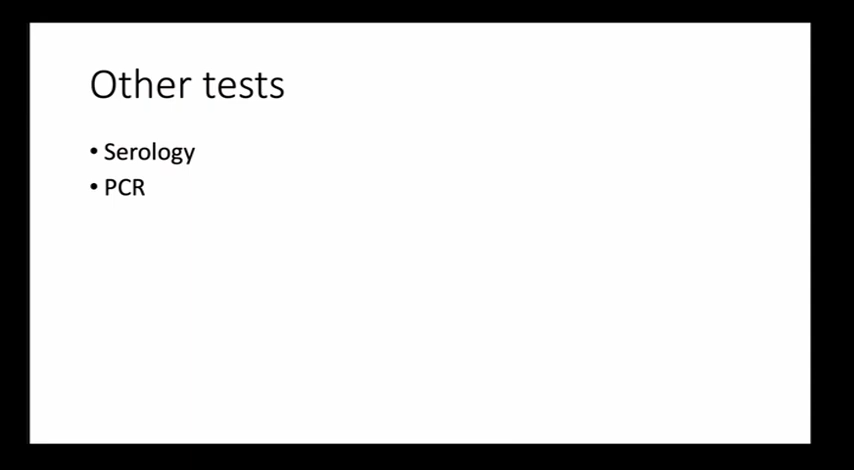 Other tests
• Serology
• PCR